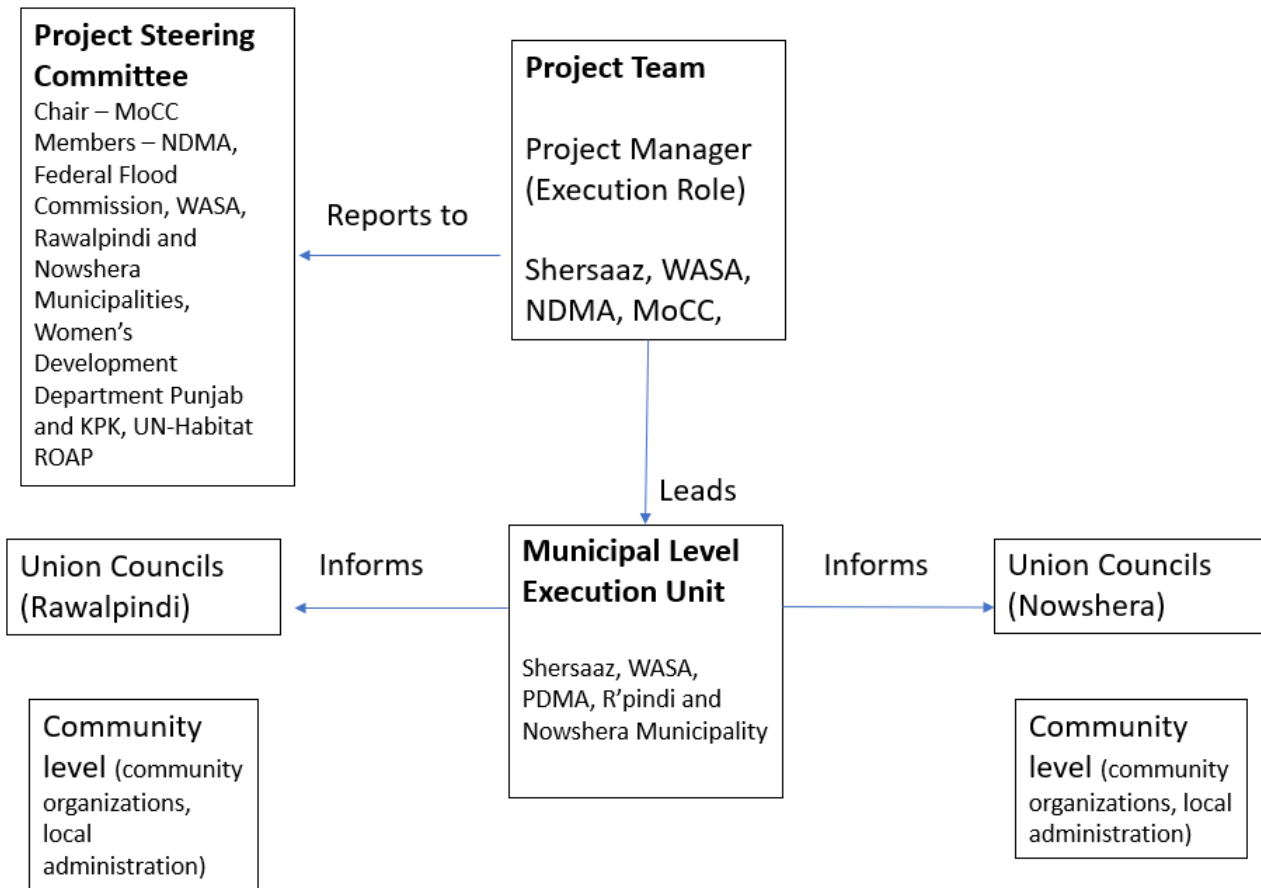 Project Steering
Committee
Chair – MoCC
Members – NDMA,
Federal Flood
Commission, WASA,
Rawalpindi and
Nowshera
Municipalities,
Women's
Development
Department Punjab
and KPK, UN-Habitat
ROAP
Reports to
Project Team
Project Manager
(Execution Role)
Shersaaz, WASA,
NDMA, MoCC,
Leads
Union Councils
(Rawalpindi)
Informs
Municipal Level
Execution Unit
Shersaaz, WASA,
PDMA, R'pindi and
Nowshera Municipality
Informs
Union Councils
(Nowshera)
Community
level (community
organizations,
local
administration)
Community
level (community
organizations, local
administration)